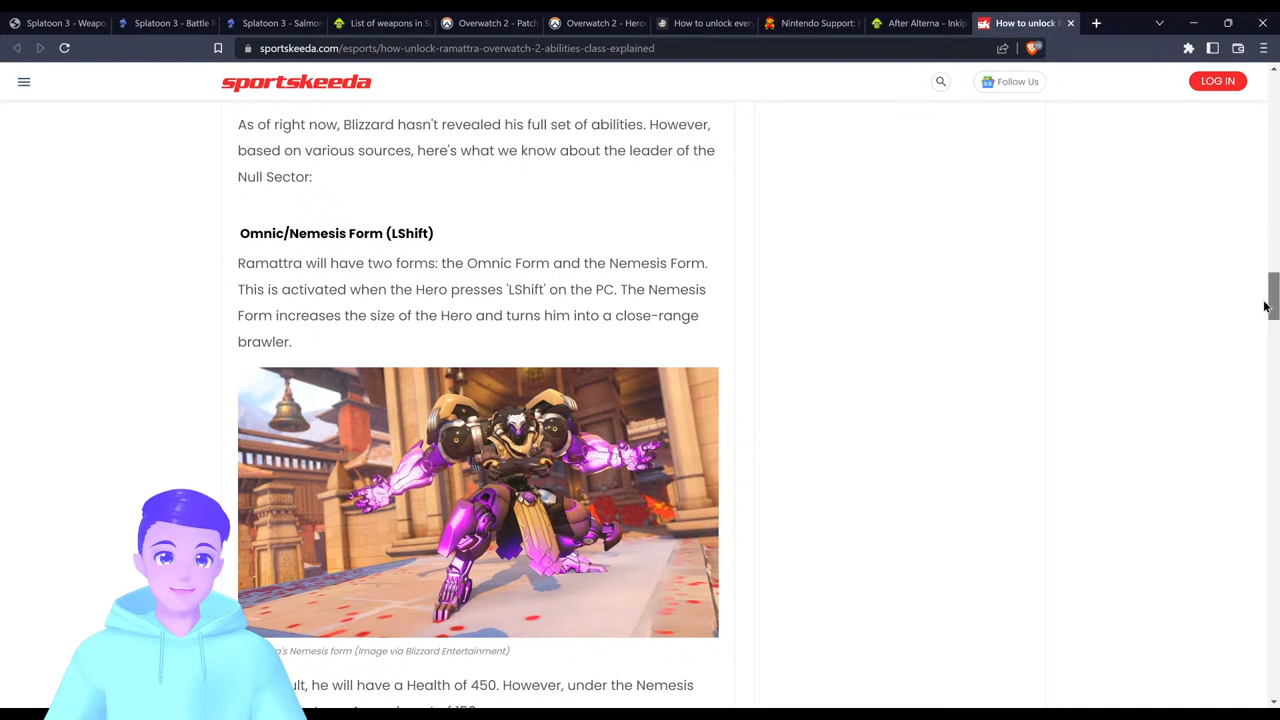 Splatoon 3 - Weapo
Splatoon 3 - Battle R
Splatoon 3 - Salmon
List of weapons in S
Overwatch 2 - Patch
Overwatch 2 - Hero
How to unlock every
Nintendo Support:
After Alterna - Inkip
How to unlock
sportskeeda.com/esports/how-unlock-ramattra-overwatch-2-abilities-class-explained
sportskeeda
Follow Us
LOG IN
As of right now, Blizzard hasn't revealed his full set of abilities. However,
based on various sources, here's what we know about the leader of the
Null Sector:
Omnic/Nemesis Form (LShift)
Ramattra will have two forms: the Omnic Form and the Nemesis Form.
This is activated when the Hero presses 'LShift' on the PC. The Nemesis
Form increases the size of the Hero and turns him into a close-range
brawler.
's Nemesis form (Image via Blizzard Entertainment)
ult, he will have a Health of 450. However, under the Nemesis